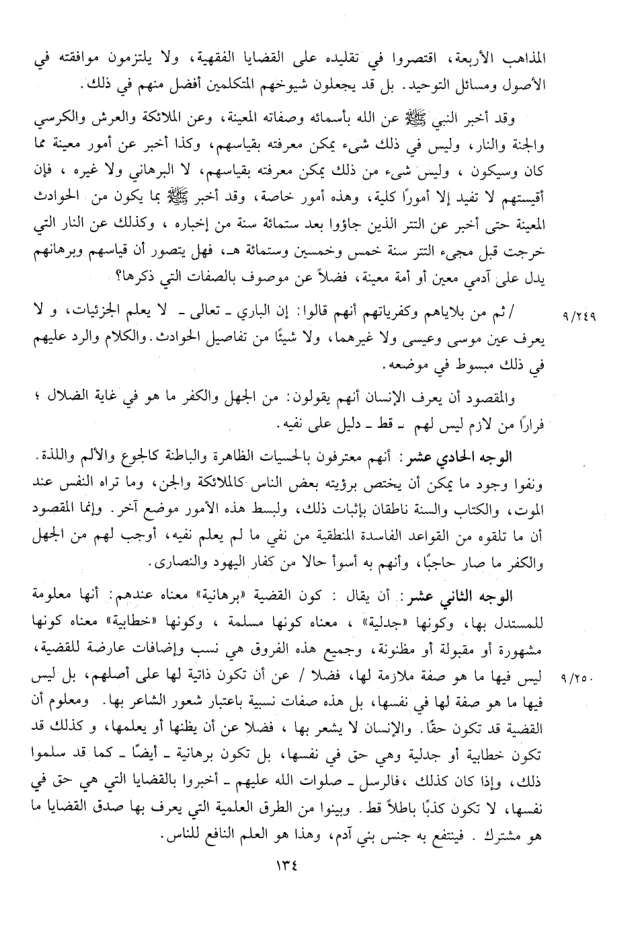 المذاهب الأربعة، اقتصروا في تقليده على القضايا الفقهية، ولا يلتزمون موافقته في
الأصول ومسائل التوحيد. بل قد يجعلون شيوخهم المتكلمين أفضل منهم في ذلك.
وقد أخبر النبي ﷺ عن الله بأسمائه وصفاته المعينة، وعن الملائكة والعرش والكرسي
والجنة والنار، وليس في ذلك شىء يمكن معرفته بقياسهم، وكذا أخبر عن أمور معينة مما
كان وسيكون ، وليس شىء من ذلك يمكن معرفته بقياسهم، لا البرهاني ولا غيره ، فإن
أقيستهم لا تفيد إلا أمورًا كلية، وهذه أمور خاصة، وقد أخبر ﷺ بما يكون من الحوادث
المعينة حتى أخبر عن التتر الذين جاؤوا بعد ستمائة سنة من إخباره ، وكذلك عن النار التي
خرجت قبل مجىء التتر سنة خمس وخمسين وستمائة هـ، فهل يتصور أن قياسهم وبرهانهم
يدل على آدمي معين أو أمة معينة، فضلاً عن موصوف بالصفات التي ذكرها؟
٩/٢٤٩ / ثم من بلاياهم وكفرياتهم أنهم قالوا: إن الباري ـ تعالى ـ لا يعلم الجزئيات، و لا
يعرف عين موسى وعيسى ولا غيرهما، ولا شيئًا من تفاصيل الحوادث. والكلام والرد عليهم
في ذلك مبسوط في موضعه.
والمقصود أن يعرف الإنسان أنهم يقولون: من الجهل والكفر ما هو في غاية الضلال ؛
فرارًا من لازم ليس لهم ـ قط ـ دليل على نفيه.
الوجه الحادي عشر: أنهم معترفون بالحسيات الظاهرة والباطنة كالجوع والألم واللذة.
ونفوا وجود ما يمكن أن يختص برؤيته بعض الناس كالملائكة والجن، وما تراه النفس عند
الموت، والكتاب والسنة ناطقان بإثبات ذلك، ولبسط هذه الأمور موضع آخر. وإنما المقصود
أن ما تلقوه من القواعد الفاسدة المنطقية من نفي ما لم يعلم نفيه، أوجب لهم من الجهل
والكفر ما صار حاجبًا، وأنهم به أسوأ حالا من كفار اليهود والنصارى.
الوجه الثاني عشر: أن يقال : كون القضية «برهانية» معناه عندهم: أنها معلومة
للمستدل بها، وكونها «جدلية» ، معناه كونها مسلمة ، وكونها «خطابية» معناه كونها
مشهورة أو مقبولة أو مظنونة، وجميع هذه الفروق هي نسب وإضافات عارضة للقضية،
٩/٢٥٠ ليس فيها ما هو صفة ملازمة لها، فضلا / عن أن تكون ذاتية لها على أصلهم، بل ليس
فيها ما هو صفة لها في نفسها، بل هذه صفات نسبية باعتبار شعور الشاعر بها. ومعلوم أن
القضية قد تكون حقًا. والإنسان لا يشعر بها ، فضلا عن أن يظنها أو يعلمها، و كذلك قد
تكون خطابية أو جدلية وهي حق في نفسها، بل تكون برهانية ـ أيضًا ـ كما قد سلموا
ذلك، وإذا كان كذلك ،فالرسل ـ صلوات الله عليهم ـ أخبروا بالقضايا التي هي حق في
نفسها، لا تكون كذبًا باطلاً قط. وبينوا من الطرق العلمية التي يعرف بها صدق القضايا ما
هو مشترك . فينتفع به جنس بني آدم، وهذا هو العلم النافع للناس.
١٣٤